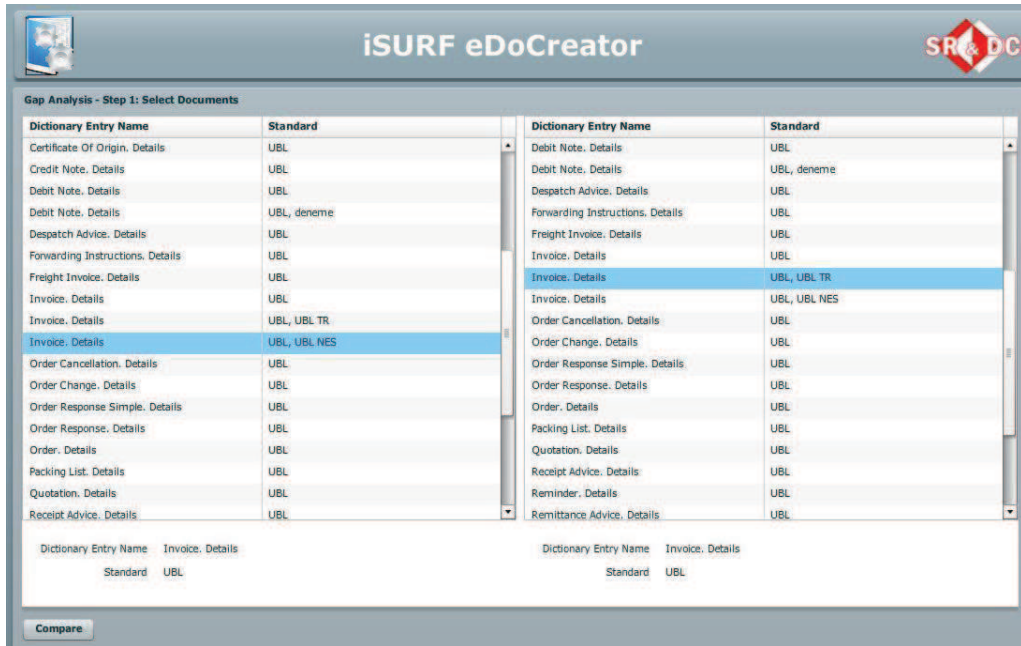 iSURF eDoCreator
SR & DC
Gap Analysis - Step 1: Select Documents
Dictionary Entry Name Standard
Certificate Of Origin. Details UBL
Credit Note. Details UBL
Debit Note. Details UBL
Debit Note. Details UBL, deneme
Despatch Advice. Details UBL
Forwarding Instructions. Details UBL
Freight Invoice. Details UBL
Invoice. Details UBL
Invoice. Details UBL, UBL TR
Invoice. Details UBL, UBL NES
Order Cancellation. Details UBL
Order Change. Details UBL
Order Response Simple. Details UBL
Order Response. Details UBL
Order. Details UBL
Packing List. Details UBL
Quotation. Details UBL
Receipt Advice. Details UBL
Dictionary Entry Name Invoice. Details
Standard UBL
Dictionary Entry Name Standard
Debit Note. Details UBL
Debit Note. Details UBL, deneme
Despatch Advice. Details UBL
Forwarding Instructions. Details UBL
Freight Invoice. Details UBL
Invoice. Details UBL
Invoice. Details UBL, UBL TR
Invoice. Details UBL, UBL NES
Order Cancellation. Details UBL
Order Change. Details UBL
Order Response Simple. Details UBL
Order Response. Details UBL
Order. Details UBL
Packing List. Details UBL
Quotation. Details UBL
Receipt Advice. Details UBL
Reminder. Details UBL
Remittance Advice. Details UBL
Dictionary Entry Name Invoice. Details
Standard UBL
Compare